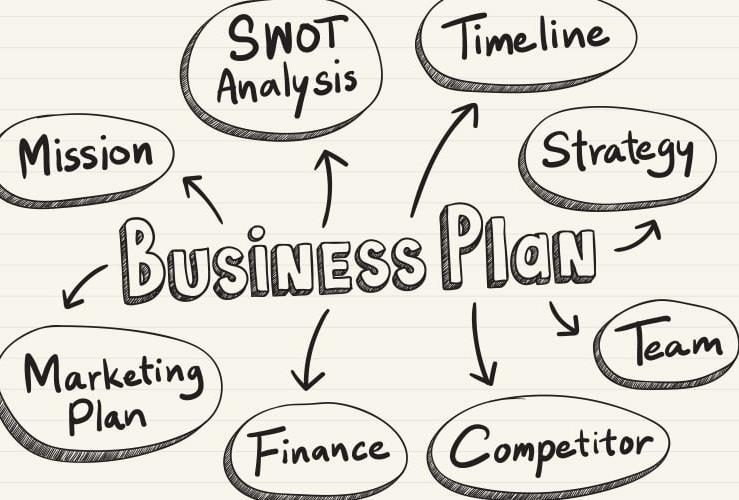 SWOT
Analysis
Timeline
Mission
Strategy
Business Plan
Team
Marketing
Plan
Finance
Competitor